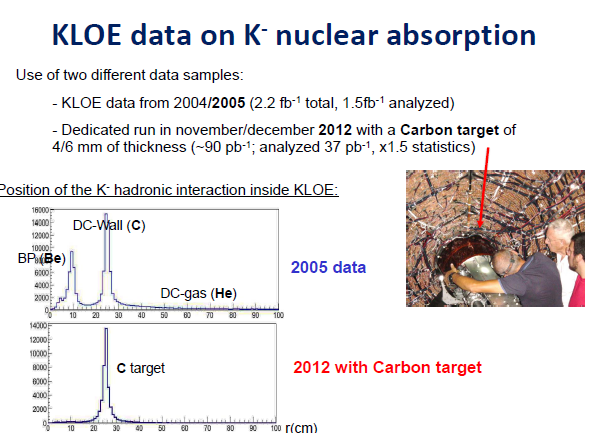 KLOE data on K⁻ nuclear absorption
Use of two different data samples:
- KLOE data from 2004/2005 (2.2 fb⁻¹ total, 1.5fb⁻¹ analyzed)
- Dedicated run in november/december 2012 with a Carbon target of
4/6 mm of thickness (~90 pb⁻¹; analyzed 37 pb⁻¹, x1.5 statistics)
Position of the K⁻ hadronic interaction inside KLOE:
16000
14000
DC-Wall (C)
12000
10000
BP (Be)
8000
6000
2005 data
4000
DC-gas (He)
2000
0 10 20 30 40 50 60 70 80 90 100
14000
12000
10000
C target
2012 with Carbon target
8000
6000
4000
2000
0 10 20 30 40 50 60 70 80 90 100 r(cm)